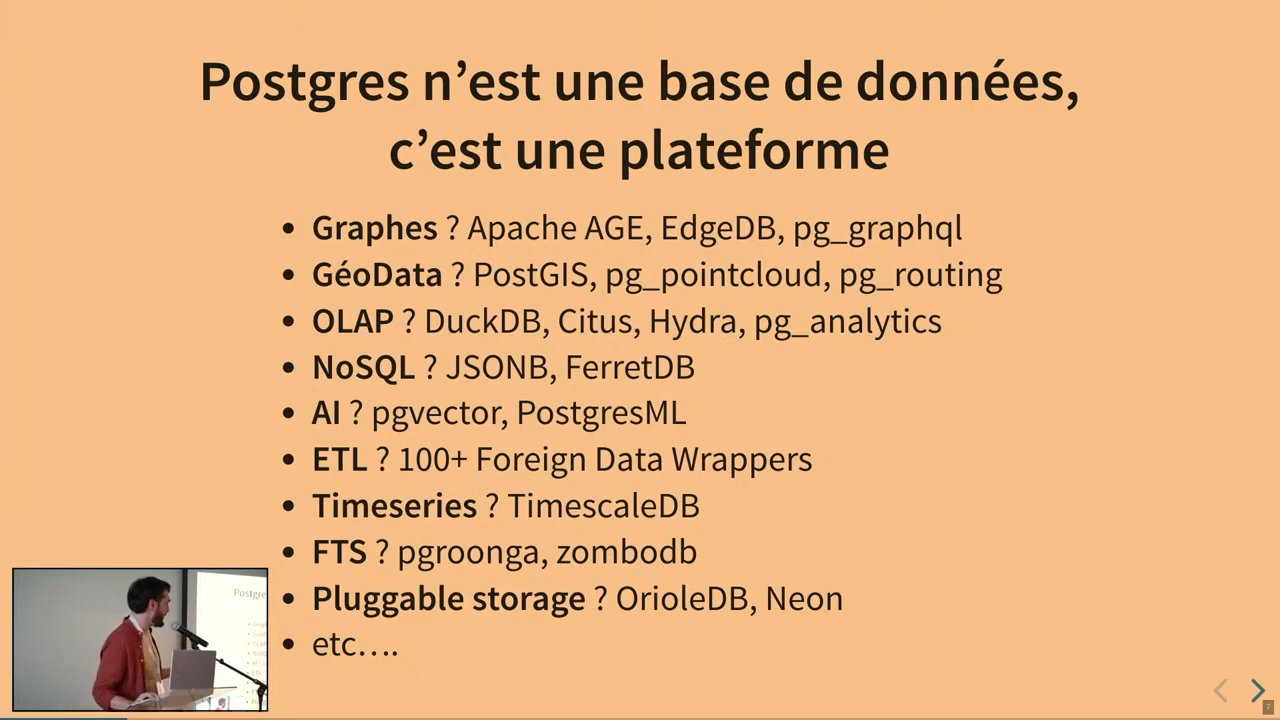 Postgres n’est une base de données,
c’est une plateforme
• Graphes ? Apache AGE, EdgeDB, pg_graphql
• GéoData ? PostGIS, pg_pointcloud, pg_routing
• OLAP ? DuckDB, Citus, Hydra, pg_analytics
• NoSQL ? JSONB, FerretDB
• AI ? pgvector, PostgresML
• ETL ? 100+ Foreign Data Wrappers
• Timeseries ? TimescaleDB
• FTS ? pgroonga, zombodb
• Pluggable storage ? OrioleDB, Neon
• etc….
Postgre
7